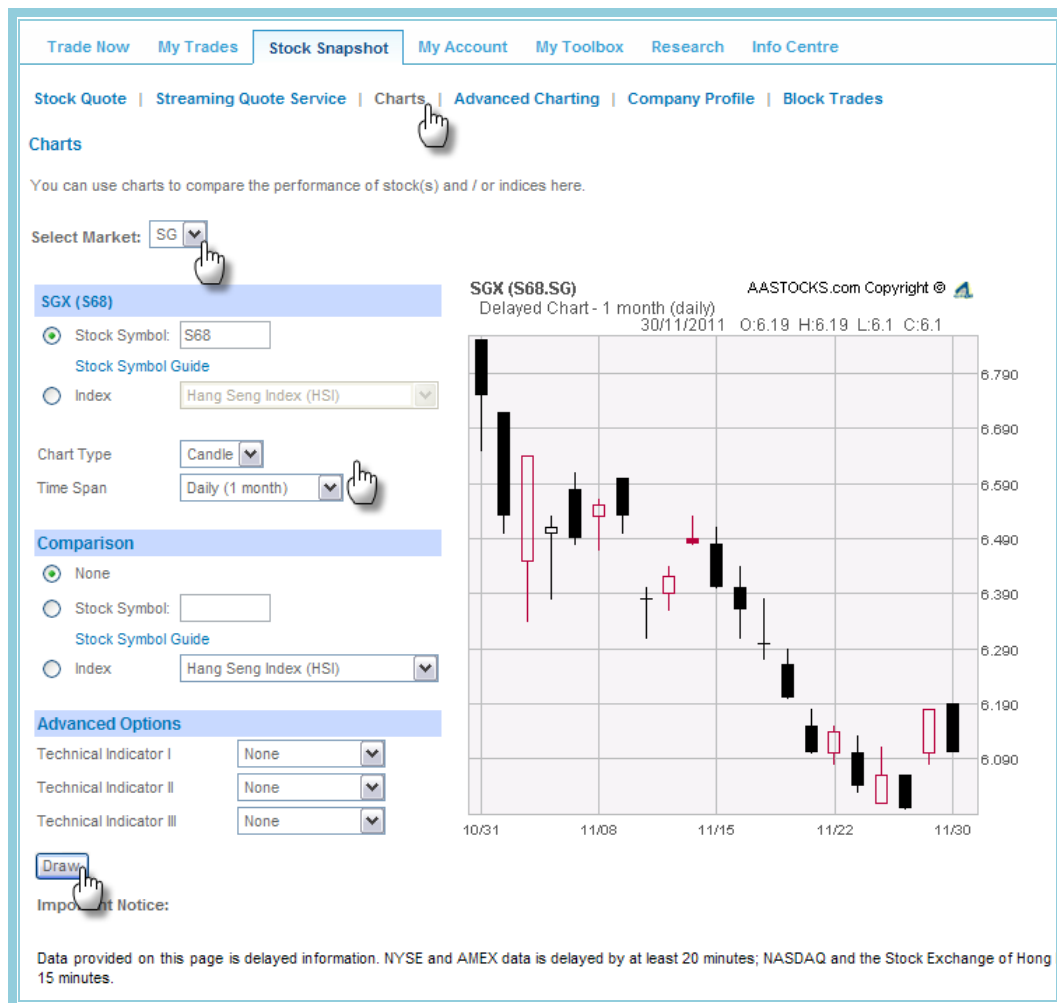 Trade Now My Trades Stock Snapshot My Account My Toolbox Research Info Centre
Stock Quote | Streaming Quote Service | Charts | Advanced Charting | Company Profile | Block Trades
Charts
You can use charts to compare the performance of stock(s) and / or indices here.
Select Market: SG
SGX (S68)
Stock Symbol: S68
Stock Symbol Guide
Index Hang Seng Index (HSI)
Chart Type Candle
Time Span Daily (1 month)
Comparison
None
Stock Symbol:
Stock Symbol Guide
Index Hang Seng Index (HSI)
Advanced Options
Technical Indicator I None
Technical Indicator II None
Technical Indicator III None
Draw
SGX (S68.SG) AASTOCKS.com Copyright ©
Delayed Chart - 1 month (daily)
30/11/2011 O:6.19 H:6.19 L:6.1 C:6.1
6.790
6.690
6.590
6.490
6.390
6.290
6.190
6.090
10/31 11/08 11/15 11/22 11/30
Important Notice:
Data provided on this page is delayed information. NYSE and AMEX data is delayed by at least 20 minutes; NASDAQ and the Stock Exchange of Hong
15 minutes.